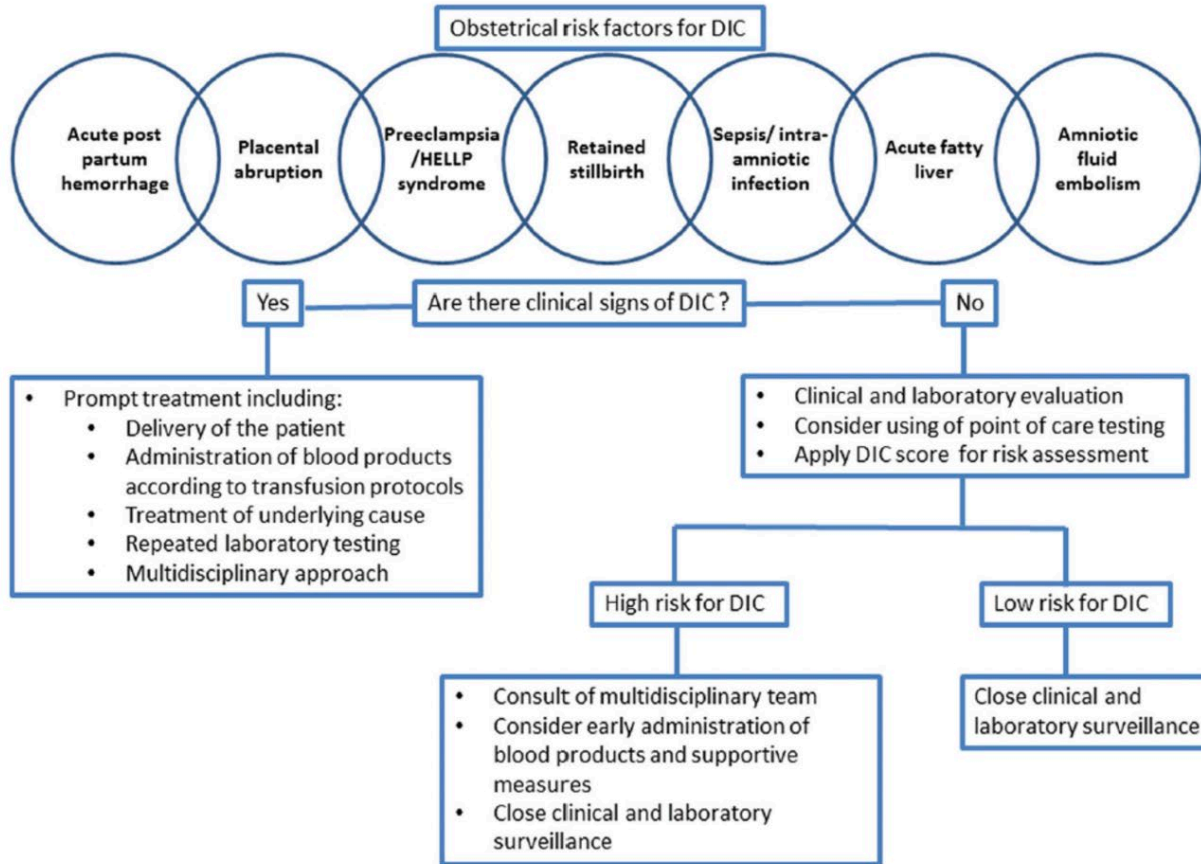 Obstetrical risk factors for DIC
Acute post
partum
hemorrhage
Placental
abruption
Preeclampsia
/HELLP
syndrome
Retained
stillbirth
Sepsis/ intra-
amniotic
infection
Acute fatty
liver
Amniotic
fluid
embolism
Yes
Are there clinical signs of DIC ?
No
• Prompt treatment including:
• Delivery of the patient
• Administration of blood products
according to transfusion protocols
• Treatment of underlying cause
• Repeated laboratory testing
• Multidisciplinary approach
• Clinical and laboratory evaluation
• Consider using of point of care testing
• Apply DIC score for risk assessment
High risk for DIC
Low risk for DIC
• Consult of multidisciplinary team
• Consider early administration of
blood products and supportive
measures
• Close clinical and laboratory
surveillance
Close clinical and
laboratory surveillance